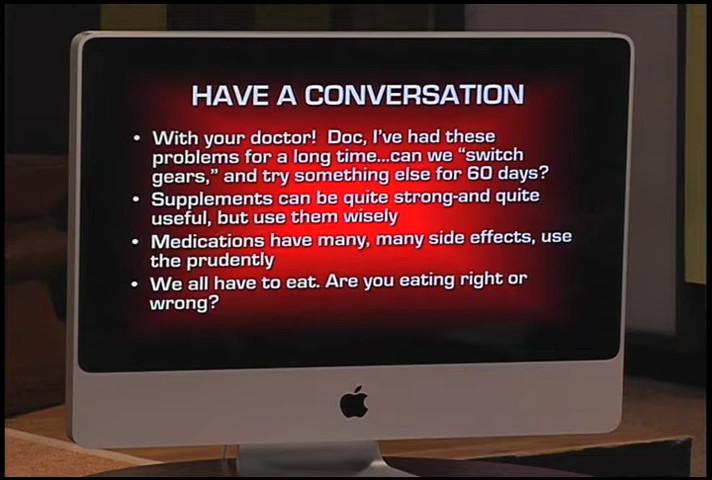 HAVE A CONVERSATION
• With your doctor! Doc, I've had these
problems for a long time...can we "switch
gears," and try something else for 60 days?
• Supplements can be quite strong-and quite
useful, but use them wisely
• Medications have many, many side effects, use
the prudently
• We all have to eat. Are you eating right or
wrong?